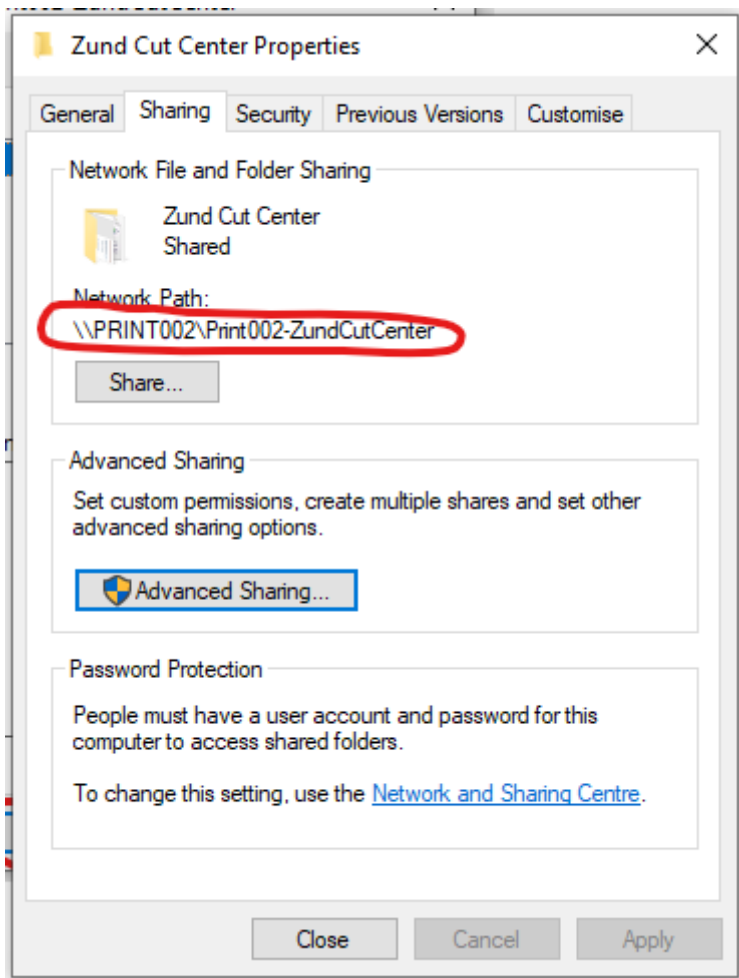 Zund Cut Center Properties
General Sharing Security Previous Versions Customise
Network File and Folder Sharing
Zund Cut Center
Shared
Network Path:
\\PRINT002\Print002-ZundCutCenter
Share...
Advanced Sharing
Set custom permissions, create multiple shares and set other
advanced sharing options.
Advanced Sharing...
Password Protection
People must have a user account and password for this
computer to access shared folders.
To change this setting, use the Network and Sharing Centre.
Close Cancel Apply